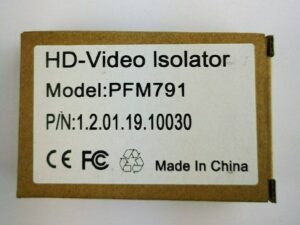 HD-Video Isolator
Model:PFM791
P/N:1.2.01.19.10030
CE FC Made In China